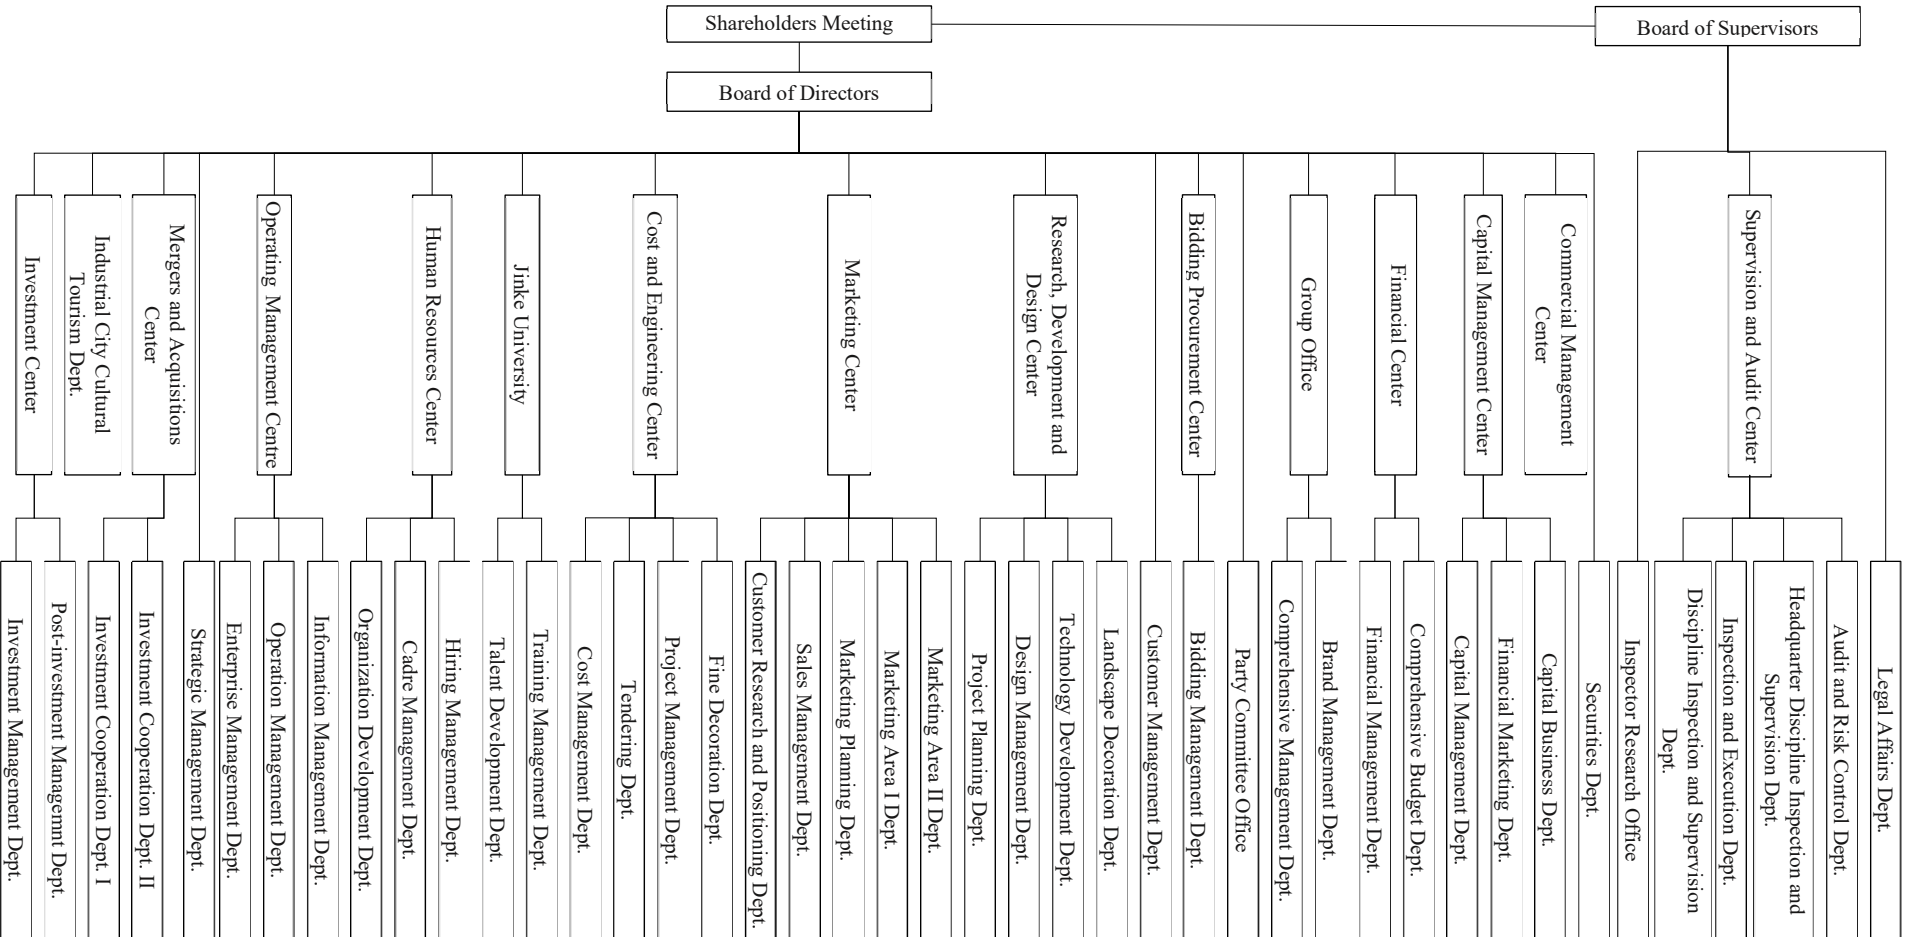 Shareholders Meeting
Board of Supervisors
Board of Directors
Investment Center
Industrial City Cultural
Tourism Dept.
Mergers and Acquisitions
Center
Operating Management Centre
Human Resources Center
Jinke University
Cost and Engineering Center
Marketing Center
Research, Development and
Design Center
Bidding Procurement Center
Group Office
Financial Center
Capital Management Center
Commercial Management
Center
Supervision and Audit Center
Investment Management Dept.
Post-investment Managemnt Dept.
Investment Cooperation Dept. I
Investment Cooperation Dept. II
Strategic Management Dept.
Enterprise Management Dept.
Operation Management Dept.
Information Management Dept.
Organization Development Dept.
Cadre Management Dept.
Hiring Management Dept.
Talent Development Dept.
Training Management Dept.
Cost Management Dept.
Tendering Dept.
Project Management Dept.
Fine Decoration Dept.
Customer Research and Positioning Dept.
Sales Management Dept.
Marketing Planning Dept.
Marketing Area I Dept.
Marketing Area II Dept.
Project Planning Dept.
Design Management Dept.
Technology Development Dept.
Landscape Decoration Dept.
Customer Management Dept.
Bidding Management Dept.
Party Committee Office
Comprehensive Management Dept.
Brand Management Dept.
Financial Management Dept.
Comprehensive Budget Dept.
Capital Management Dept.
Financial Marketing Dept.
Capital Business Dept.
Securities Dept.
Inspector Research Office
Discipline Inspection and Supervision
Dept.
Inspection and Execution Dept.
Headquarter Discipline Inspection and
Supervision Dept.
Audit and Risk Control Dept.
Legal Affairs Dept.